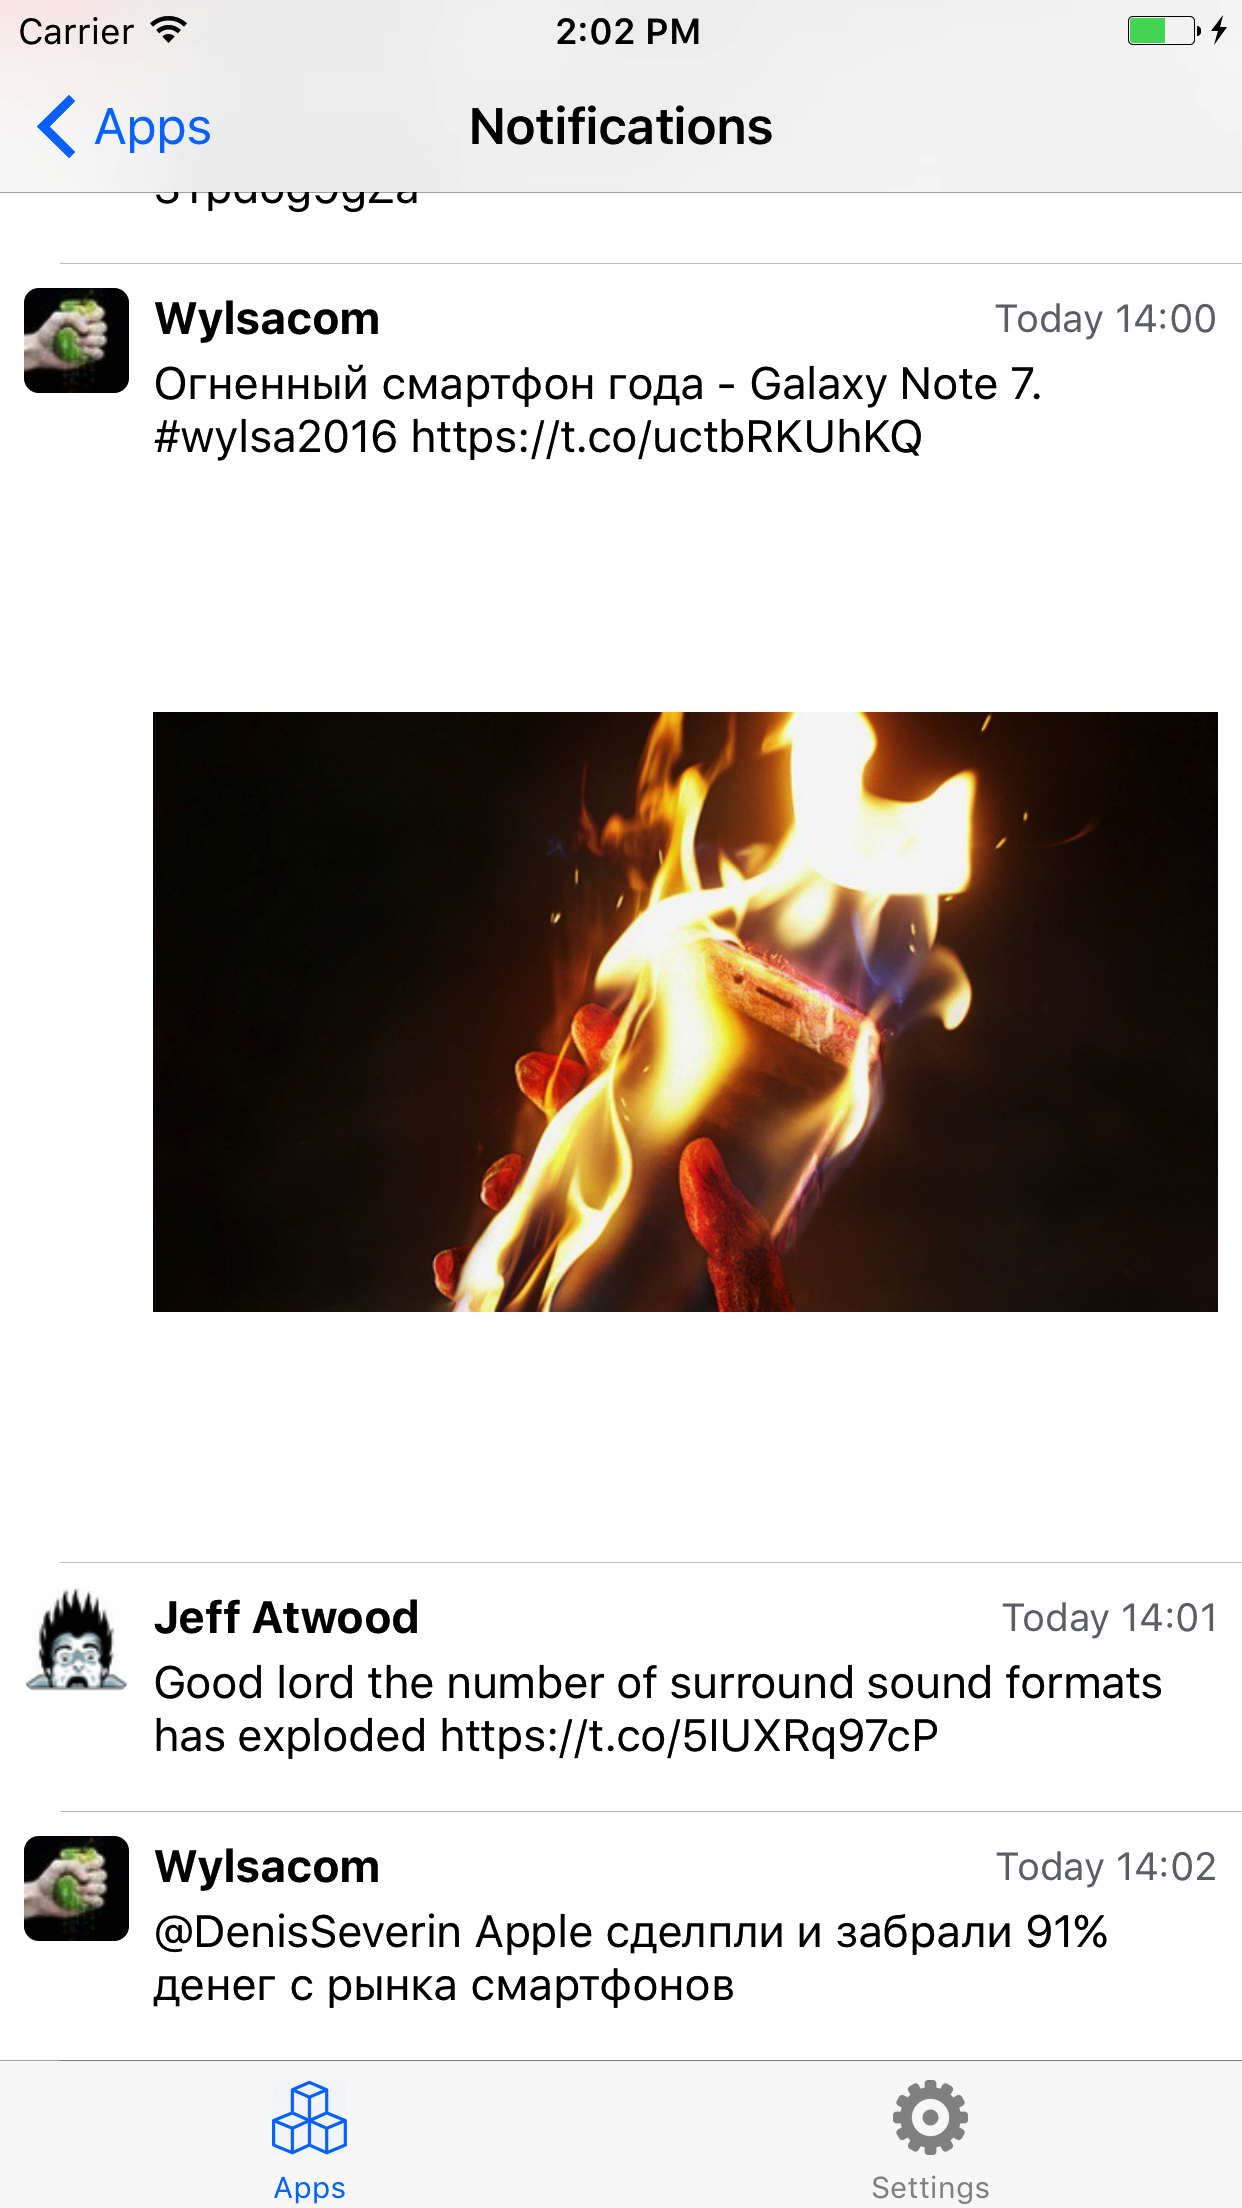 Carrier 2:02 PM
Apps Notifications
Wylsacom Today 14:00
Огненный смартфон года - Galaxy Note 7.
#wylsa2016 https://t.co/uctbRKUhKQ
Jeff Atwood Today 14:01
Good lord the number of surround sound formats
has exploded https://t.co/5IUXRq97cP
Wylsacom Today 14:02
@DenisSeverin Apple сделпли и забрали 91%
денег с рынка смартфонов
Apps Settings